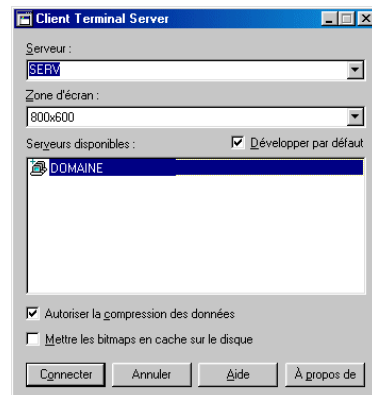 Client Terminal Server
Serveur :
SERV
Zone d'écran :
800x600
Serveurs disponibles :
Développer par défaut
DOMAINE
Autoriser la compression des données
Mettre les bitmaps en cache sur le disque
Connecter Annuler Aide À propos de